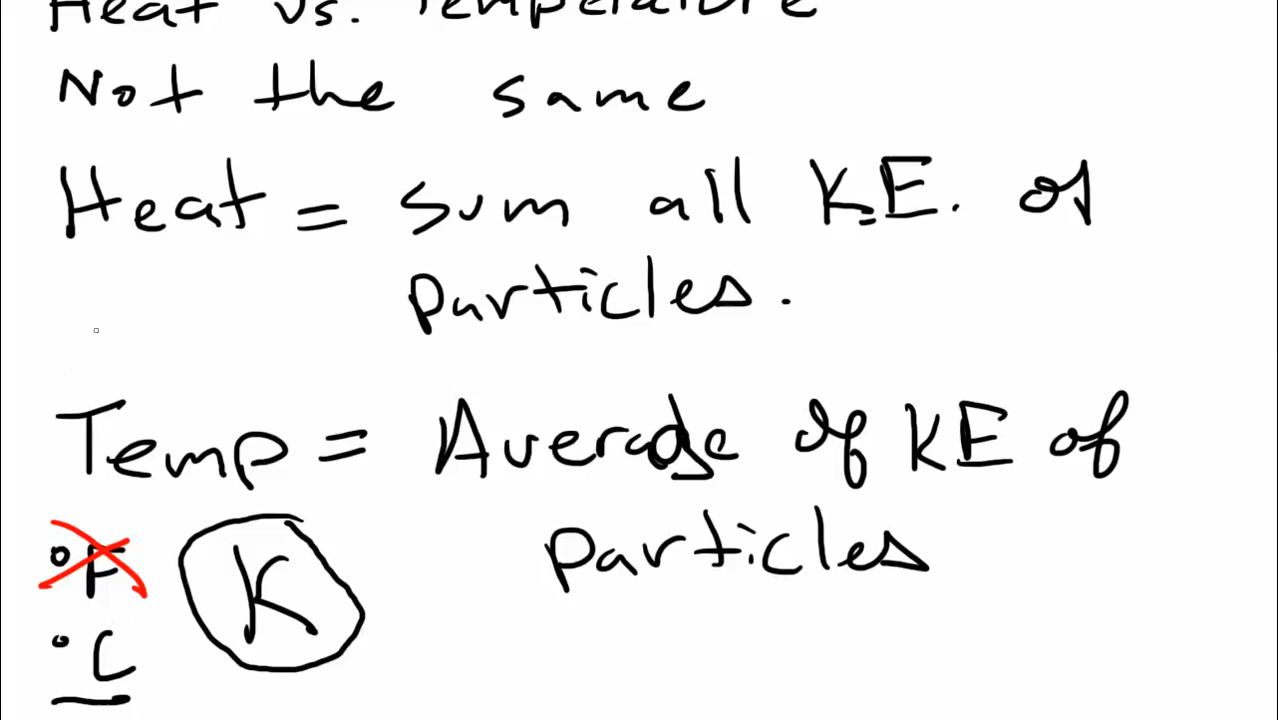 Heat vs. Temperature
Not the same
Heat = sum all K.E. of
particles.
Temp = Average of KE of
particles
°F
K
°C